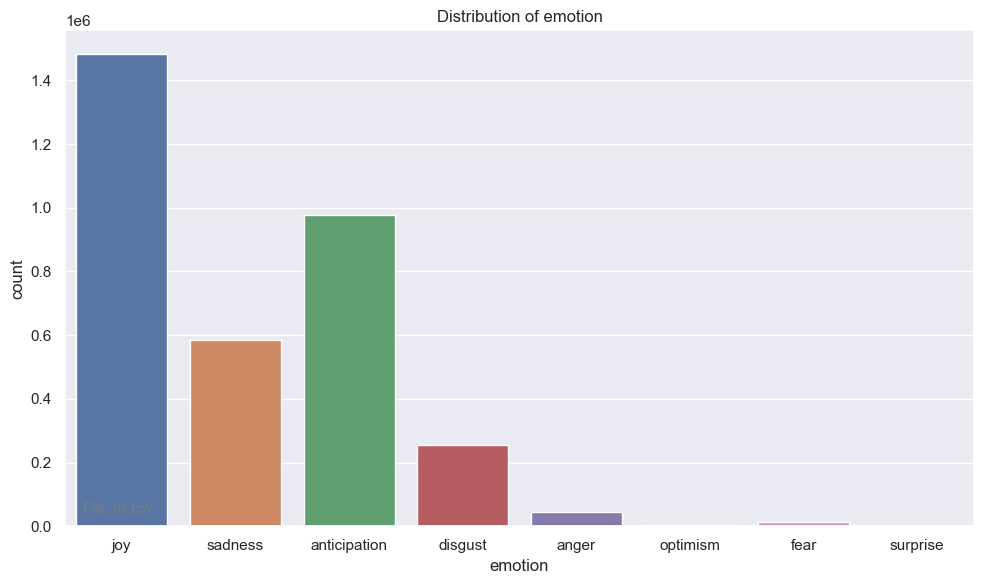 Distribution of emotion
1e6
1.4
1.2
1.0
0.8
0.6
0.4
0.2
0.0
count
File: es.csv
joy sadness anticipation disgust anger optimism fear surprise
emotion